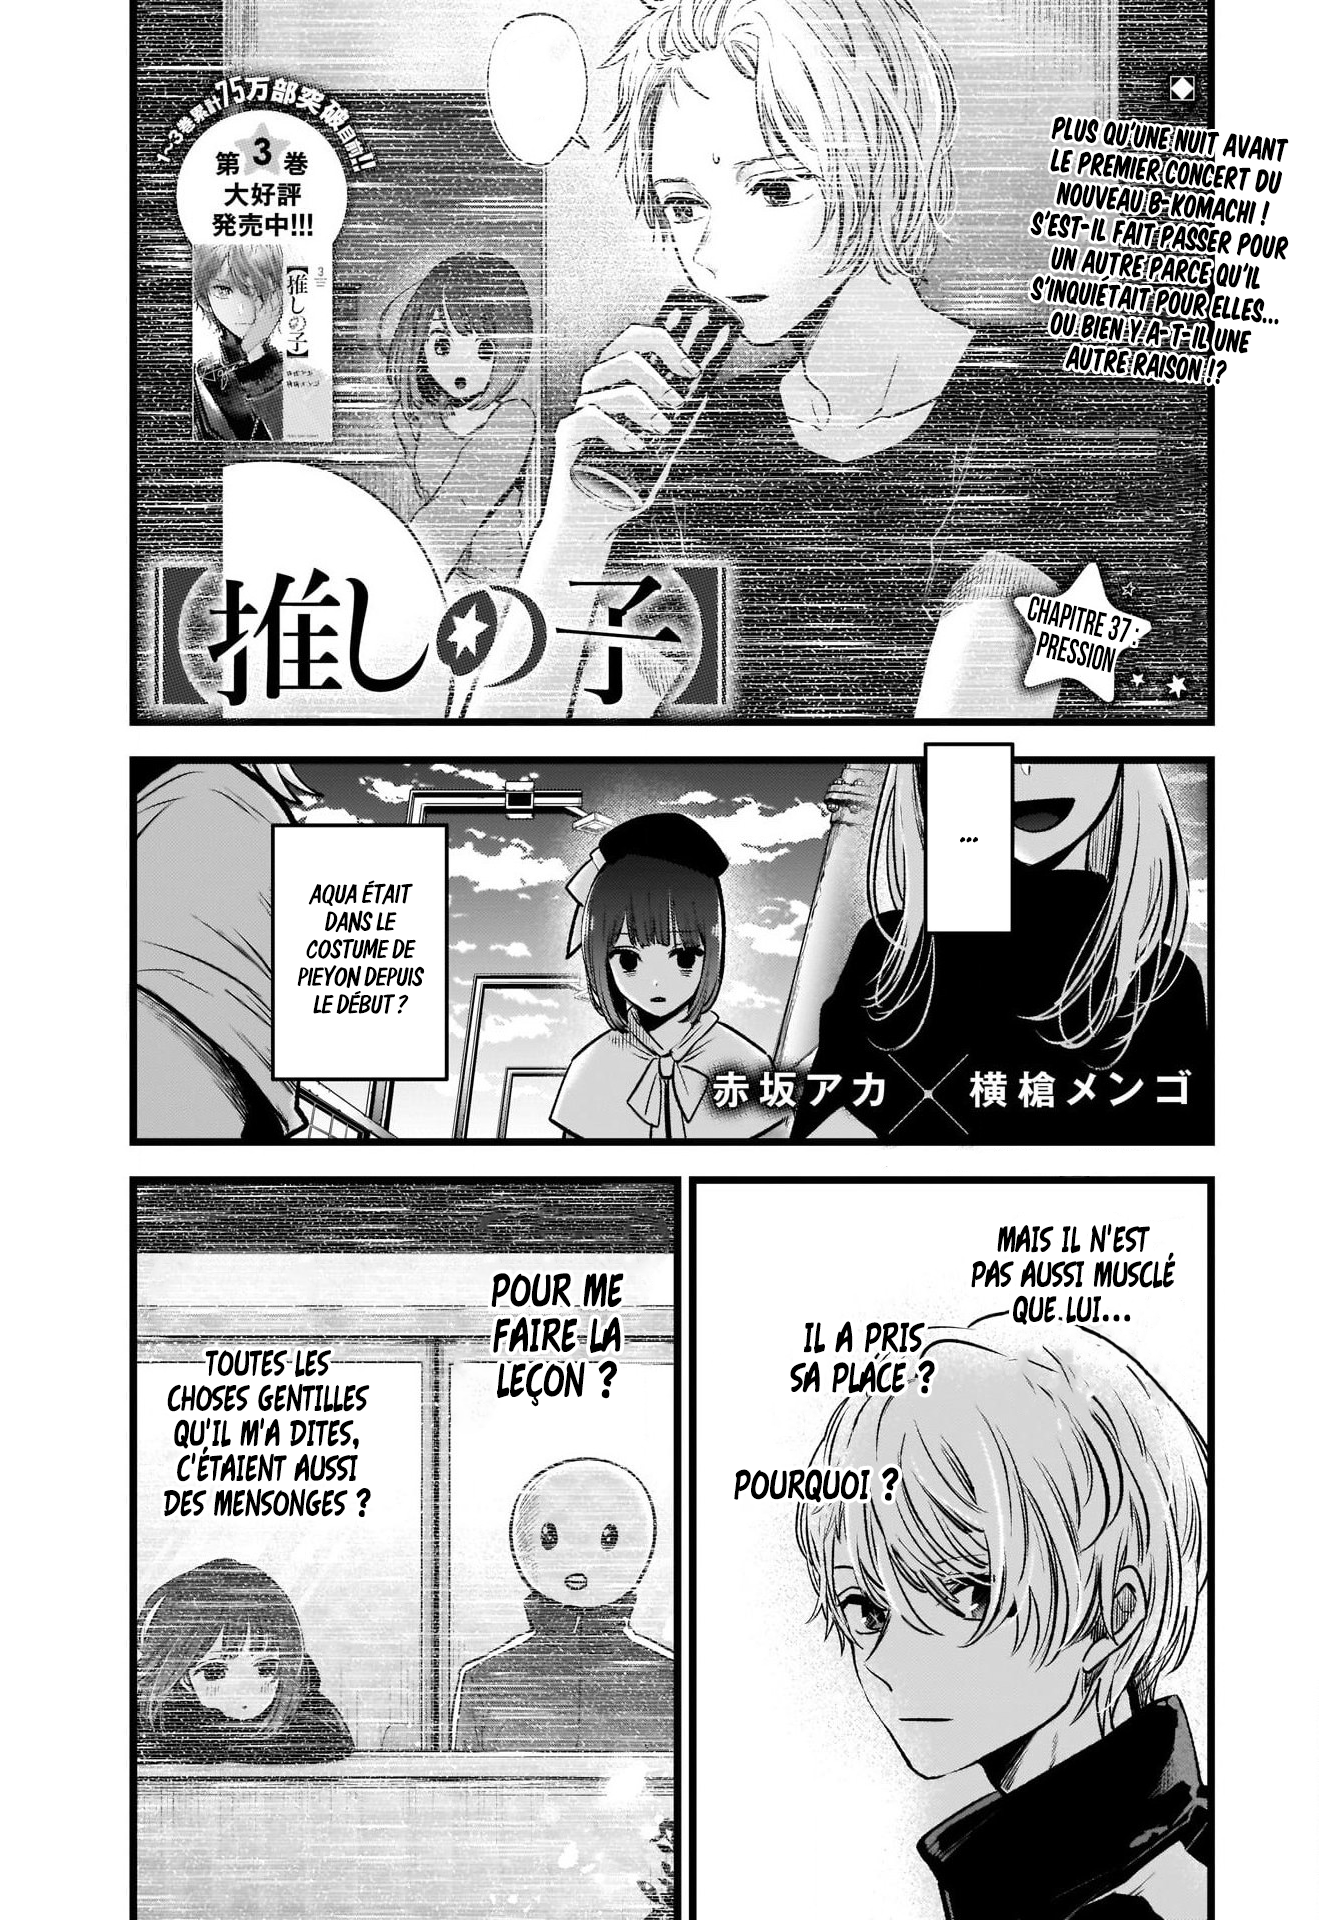 1〜3巻累計75万部突破目前!!
第3巻
大好評
発売中!!!
3
【推しの子】
PLUS QU'UNE NUIT AVANT
LE PREMIER CONCERT DU
NOUVEAU B-KOMACHI !
S'EST-IL FAIT PASSER POUR
UN AUTRE PARCE QU'IL
S'INQUIÉTAIT POUR ELLES...
OU BIEN Y A-T-IL UNE
AUTRE RAISON !?
【推しの子】
CHAPITRE 37 :
PRESSION
...
AQUA ÉTAIT
DANS LE
COSTUME DE
PIEYON DEPUIS
LE DÉBUT ?
赤坂アカ×横槍メンゴ
MAIS IL N'EST
PAS AUSSI MUSCLÉ
QUE LUI...
IL A PRIS
SA PLACE ?
POURQUOI ?
POUR ME
FAIRE LA
LEÇON ?
TOUTES LES
CHOSES GENTILLES
QU'IL M'A DITES,
C'ÉTAIENT AUSSI
DES MENSONGES ?